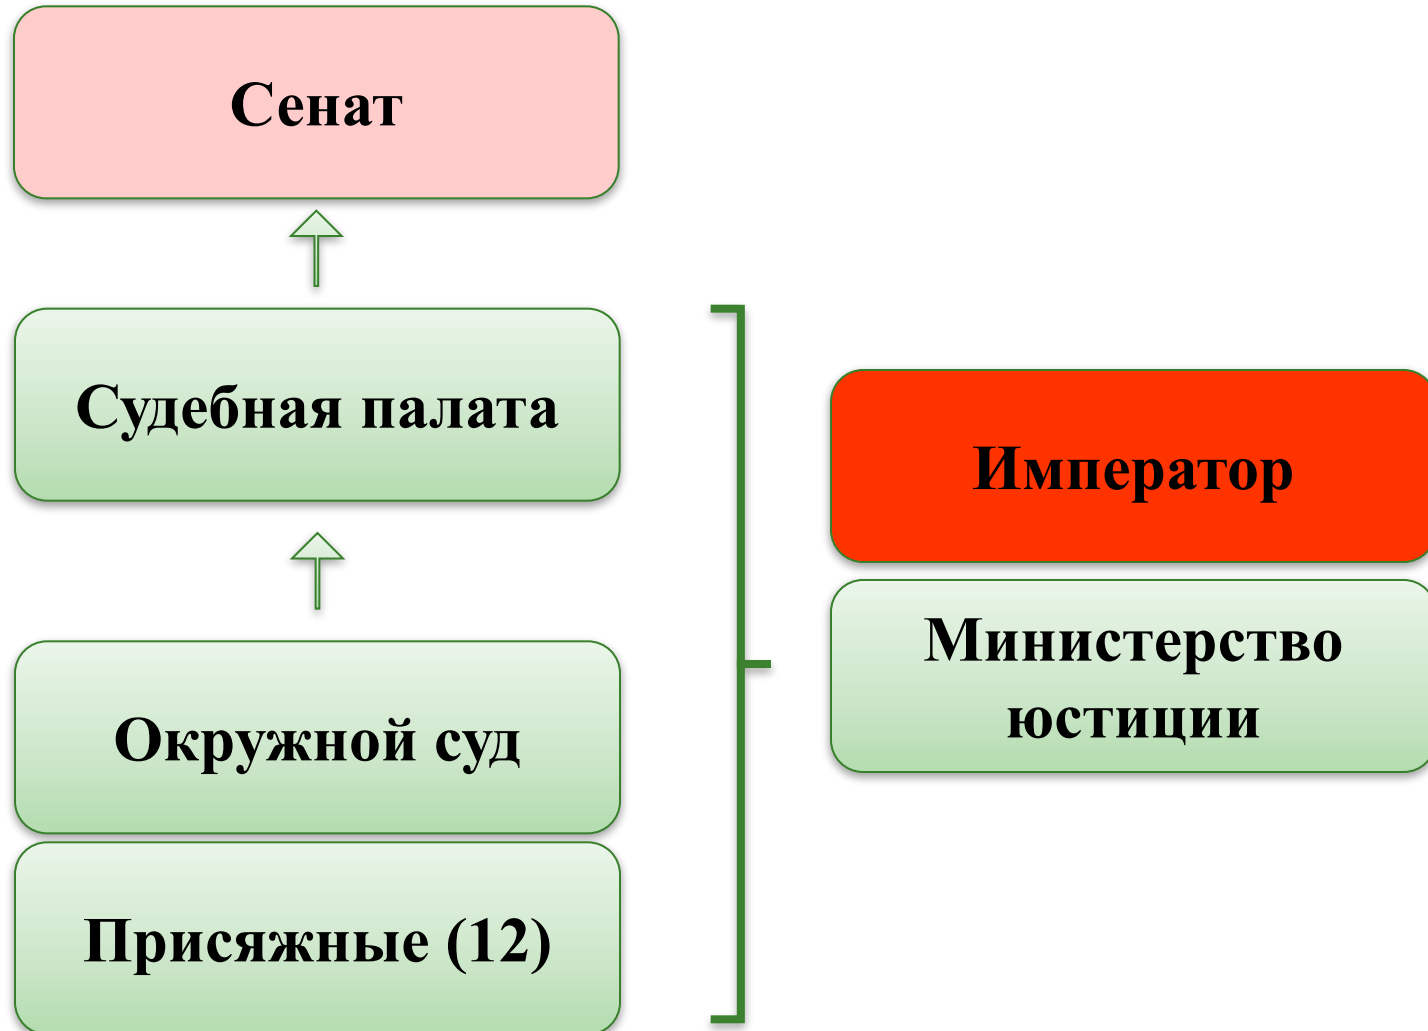 Сенат
Судебная палата
Окружной суд
Присяжные (12)
Император
Министерство
юстиции